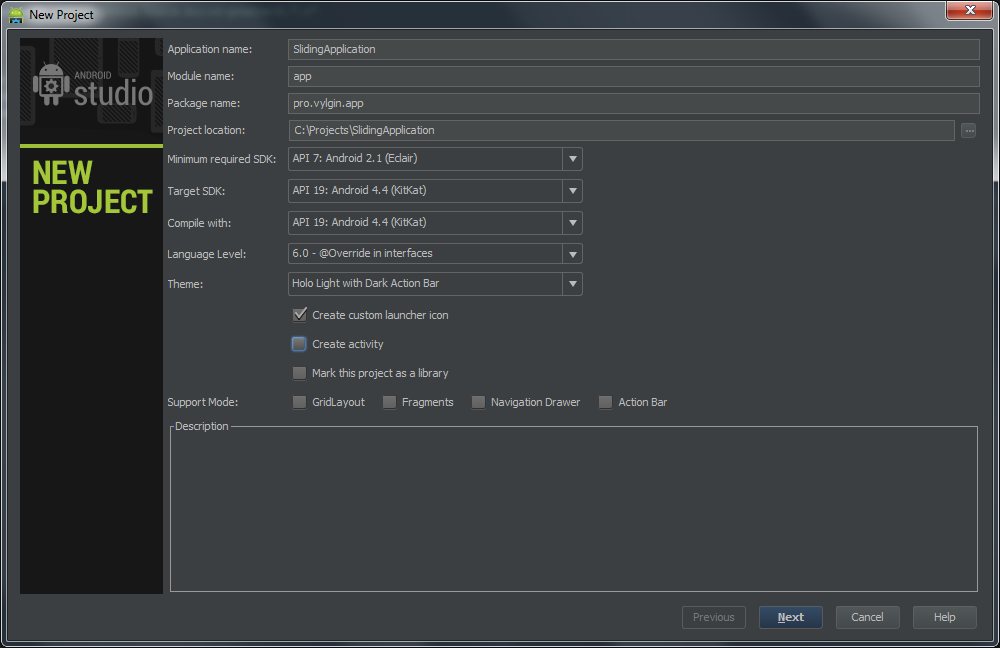 New Project
ANDROID
studio
NEW
PROJECT
Application name: SlidingApplication
Module name: app
Package name: pro.vylgin.app
Project location: C:\Projects\SlidingApplication ...
Minimum required SDK: API 7: Android 2.1 (Eclair)
Target SDK: API 19: Android 4.4 (KitKat)
Compile with: API 19: Android 4.4 (KitKat)
Language Level: 6.0 - @Override in interfaces
Theme: Holo Light with Dark Action Bar
Create custom launcher icon
Create activity
Mark this project as a library
Support Mode: GridLayout Fragments Navigation Drawer Action Bar
Description
Previous Next Cancel Help